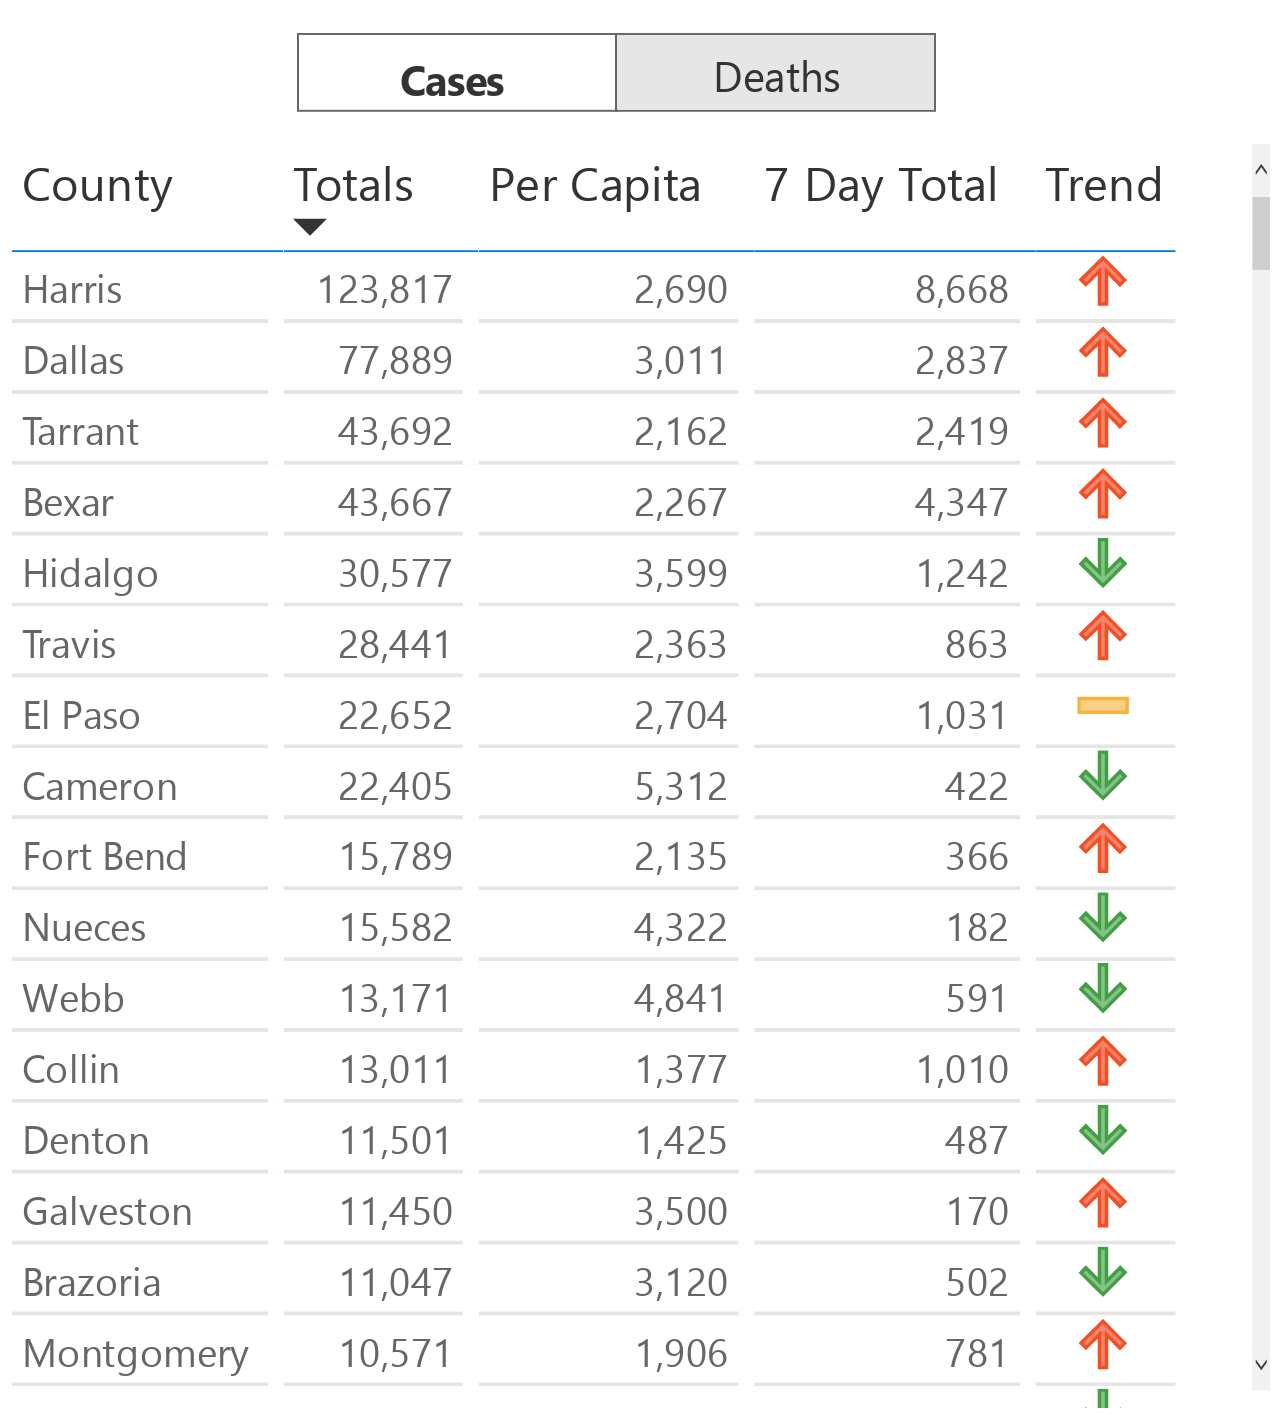 Cases Deaths
County Totals Per Capita 7 Day Total Trend
Harris 123,817 2,690 8,668
Dallas 77,889 3,011 2,837
Tarrant 43,692 2,162 2,419
Bexar 43,667 2,267 4,347
Hidalgo 30,577 3,599 1,242
Travis 28,441 2,363 863
El Paso 22,652 2,704 1,031
Cameron 22,405 5,312 422
Fort Bend 15,789 2,135 366
Nueces 15,582 4,322 182
Webb 13,171 4,841 591
Collin 13,011 1,377 1,010
Denton 11,501 1,425 487
Galveston 11,450 3,500 170
Brazoria 11,047 3,120 502
Montgomery 10,571 1,906 781